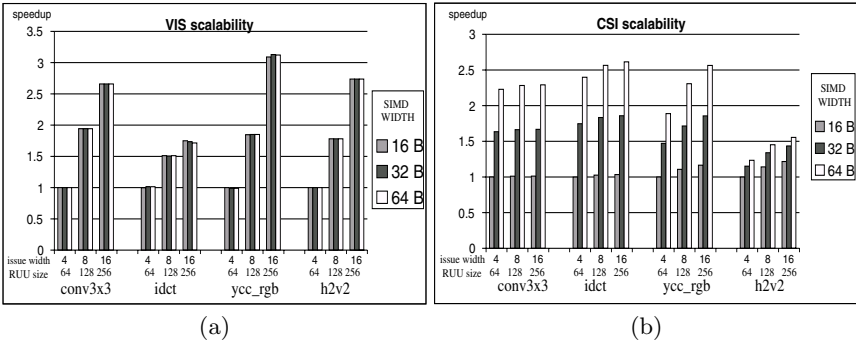 speedup
VIS scalability
3.5
3
2.5
2
1.5
1
0.5
0
SIMD
WIDTH
16 B
32 B
64 B
issue width 4 8 16 4 8 16 4 8 16 4 8 16
RUU size 64 128 256 64 128 256 64 128 256 64 128 256
conv3x3 idct ycc_rgb h2v2
(a)
speedup
CSI scalability
3
2.5
2
1.5
1
0.5
0
SIMD
WIDTH
16 B
32 B
64 B
issue width 4 8 16 4 8 16 4 8 16 4 8 16
RUU size 64 128 256 64 128 256 64 128 256 64 128 256
conv3x3 idct ycc_rgb h2v2
(b)